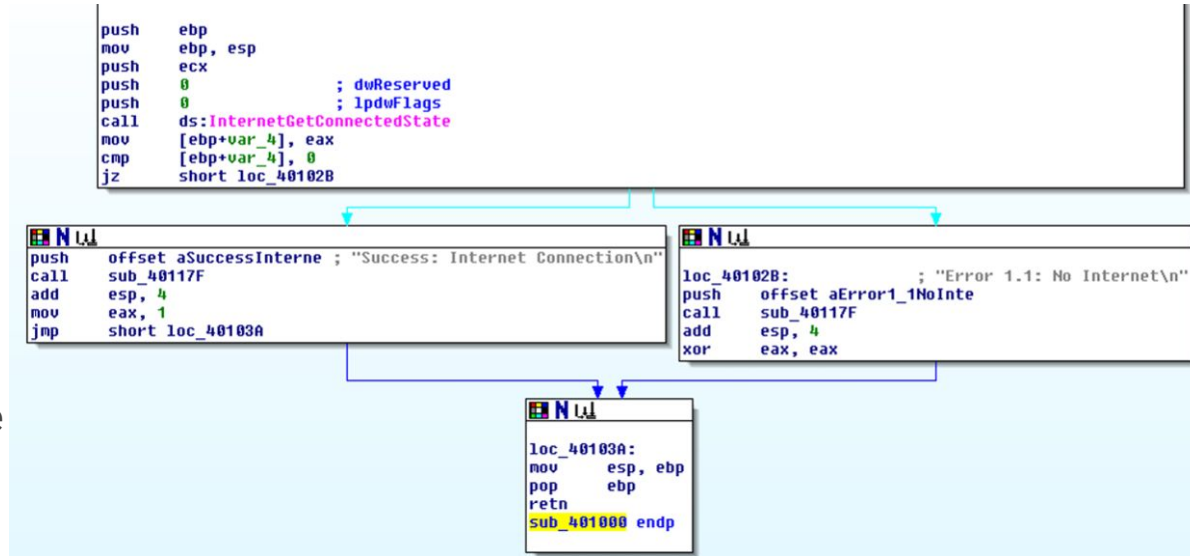 push ebp
mov ebp, esp
push ecx
push 0 ; dwReserved
push 0 ; lpdwFlags
call ds:InternetGetConnectedState
mov [ebp+var_4], eax
cmp [ebp+var_4], 0
jz short loc_40102B
push offset aSuccessInterne ; "Success: Internet Connection\n"
call sub_40117F
add esp, 4
mov eax, 1
jmp short loc_40103A
loc_40102B: ; "Error 1.1: No Internet\n"
push offset aError1_1NoInte
call sub_40117F
add esp, 4
xor eax, eax
e
loc_40103A:
mov esp, ebp
pop ebp
retn
sub_401000 endp